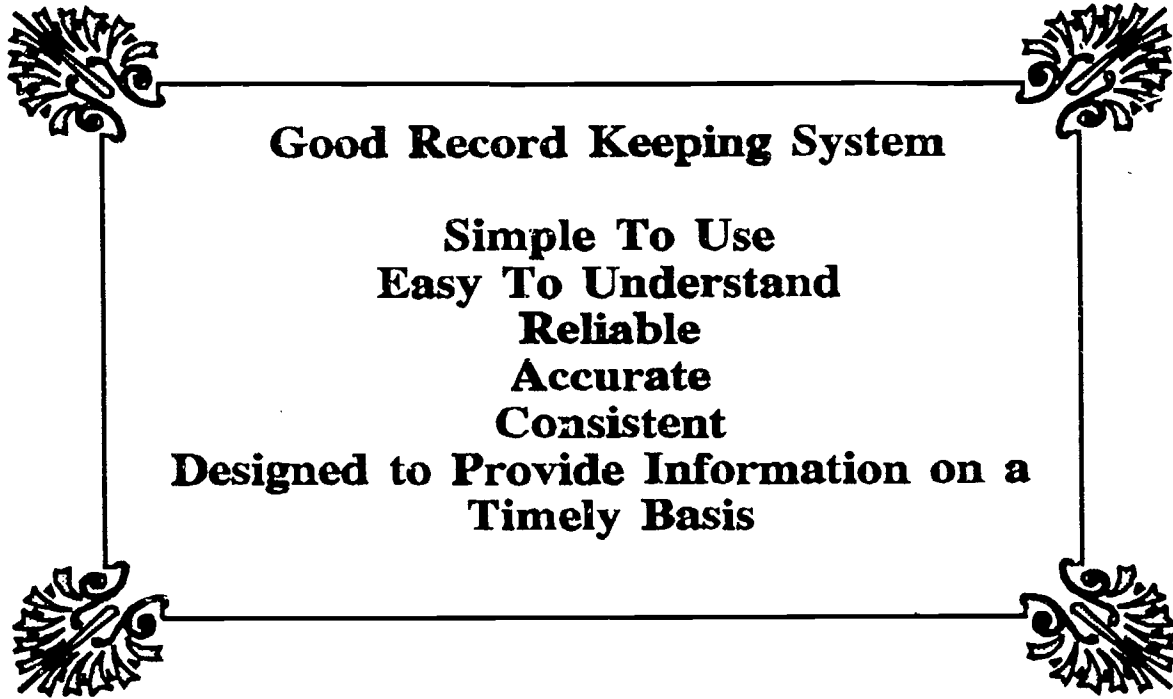 Good Record Keeping System
Simple To Use
Easy To Understand
Reliable
Accurate
Consistent
Designed to Provide Information on a
Timely Basis